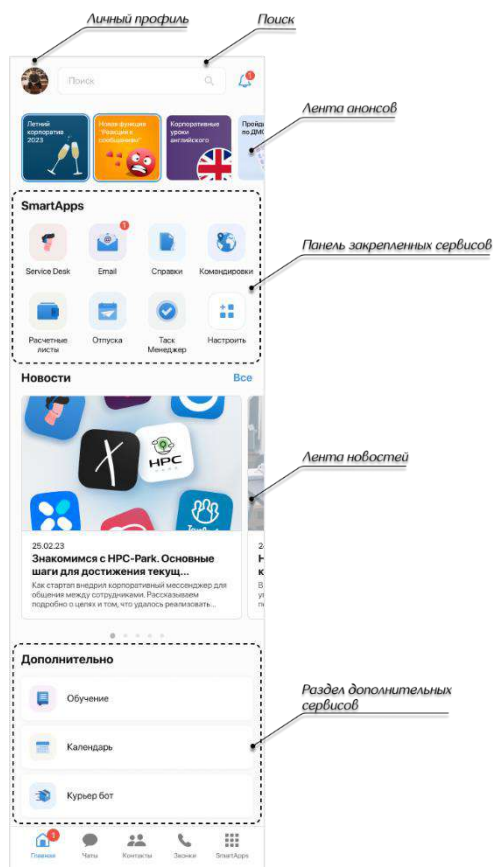 Личный профиль
Поиск
Поиск
1
Летний
корпоратив
2023
Новая функция
"Реакция к
сообщениям"
Корпоративные
уроки
английского
Пройди
по ДМС
Лента анонсов
SmartApps
1
Service Desk
Email
Справки
Командировки
Панель закрепленных сервисов
Расчетные
листы
Отпуска
Таск
Менеджер
Настроить
Новости
Все
HPC
Лента новостей
25.02.23
Знакомимся с HPC-Park. Основные
шаги для достижения текущ...
Как стартап внедрил корпоративный мессенджер для
общения между сотрудниками. Рассказываем
подробно о целях и том, что удалось реализовать...
Дополнительно
Обучение
Раздел дополнительных
сервисов
Календарь
Курьер бот
1
Главная
Чаты
Контакты
Звонки
SmartApps